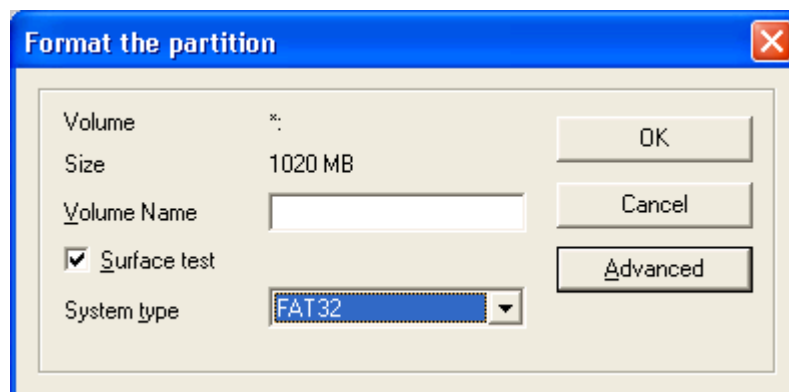 Format the partition
Volume *:
OK
Size 1020 MB
Volume Name
Cancel
Surface test
Advanced
System type FAT32